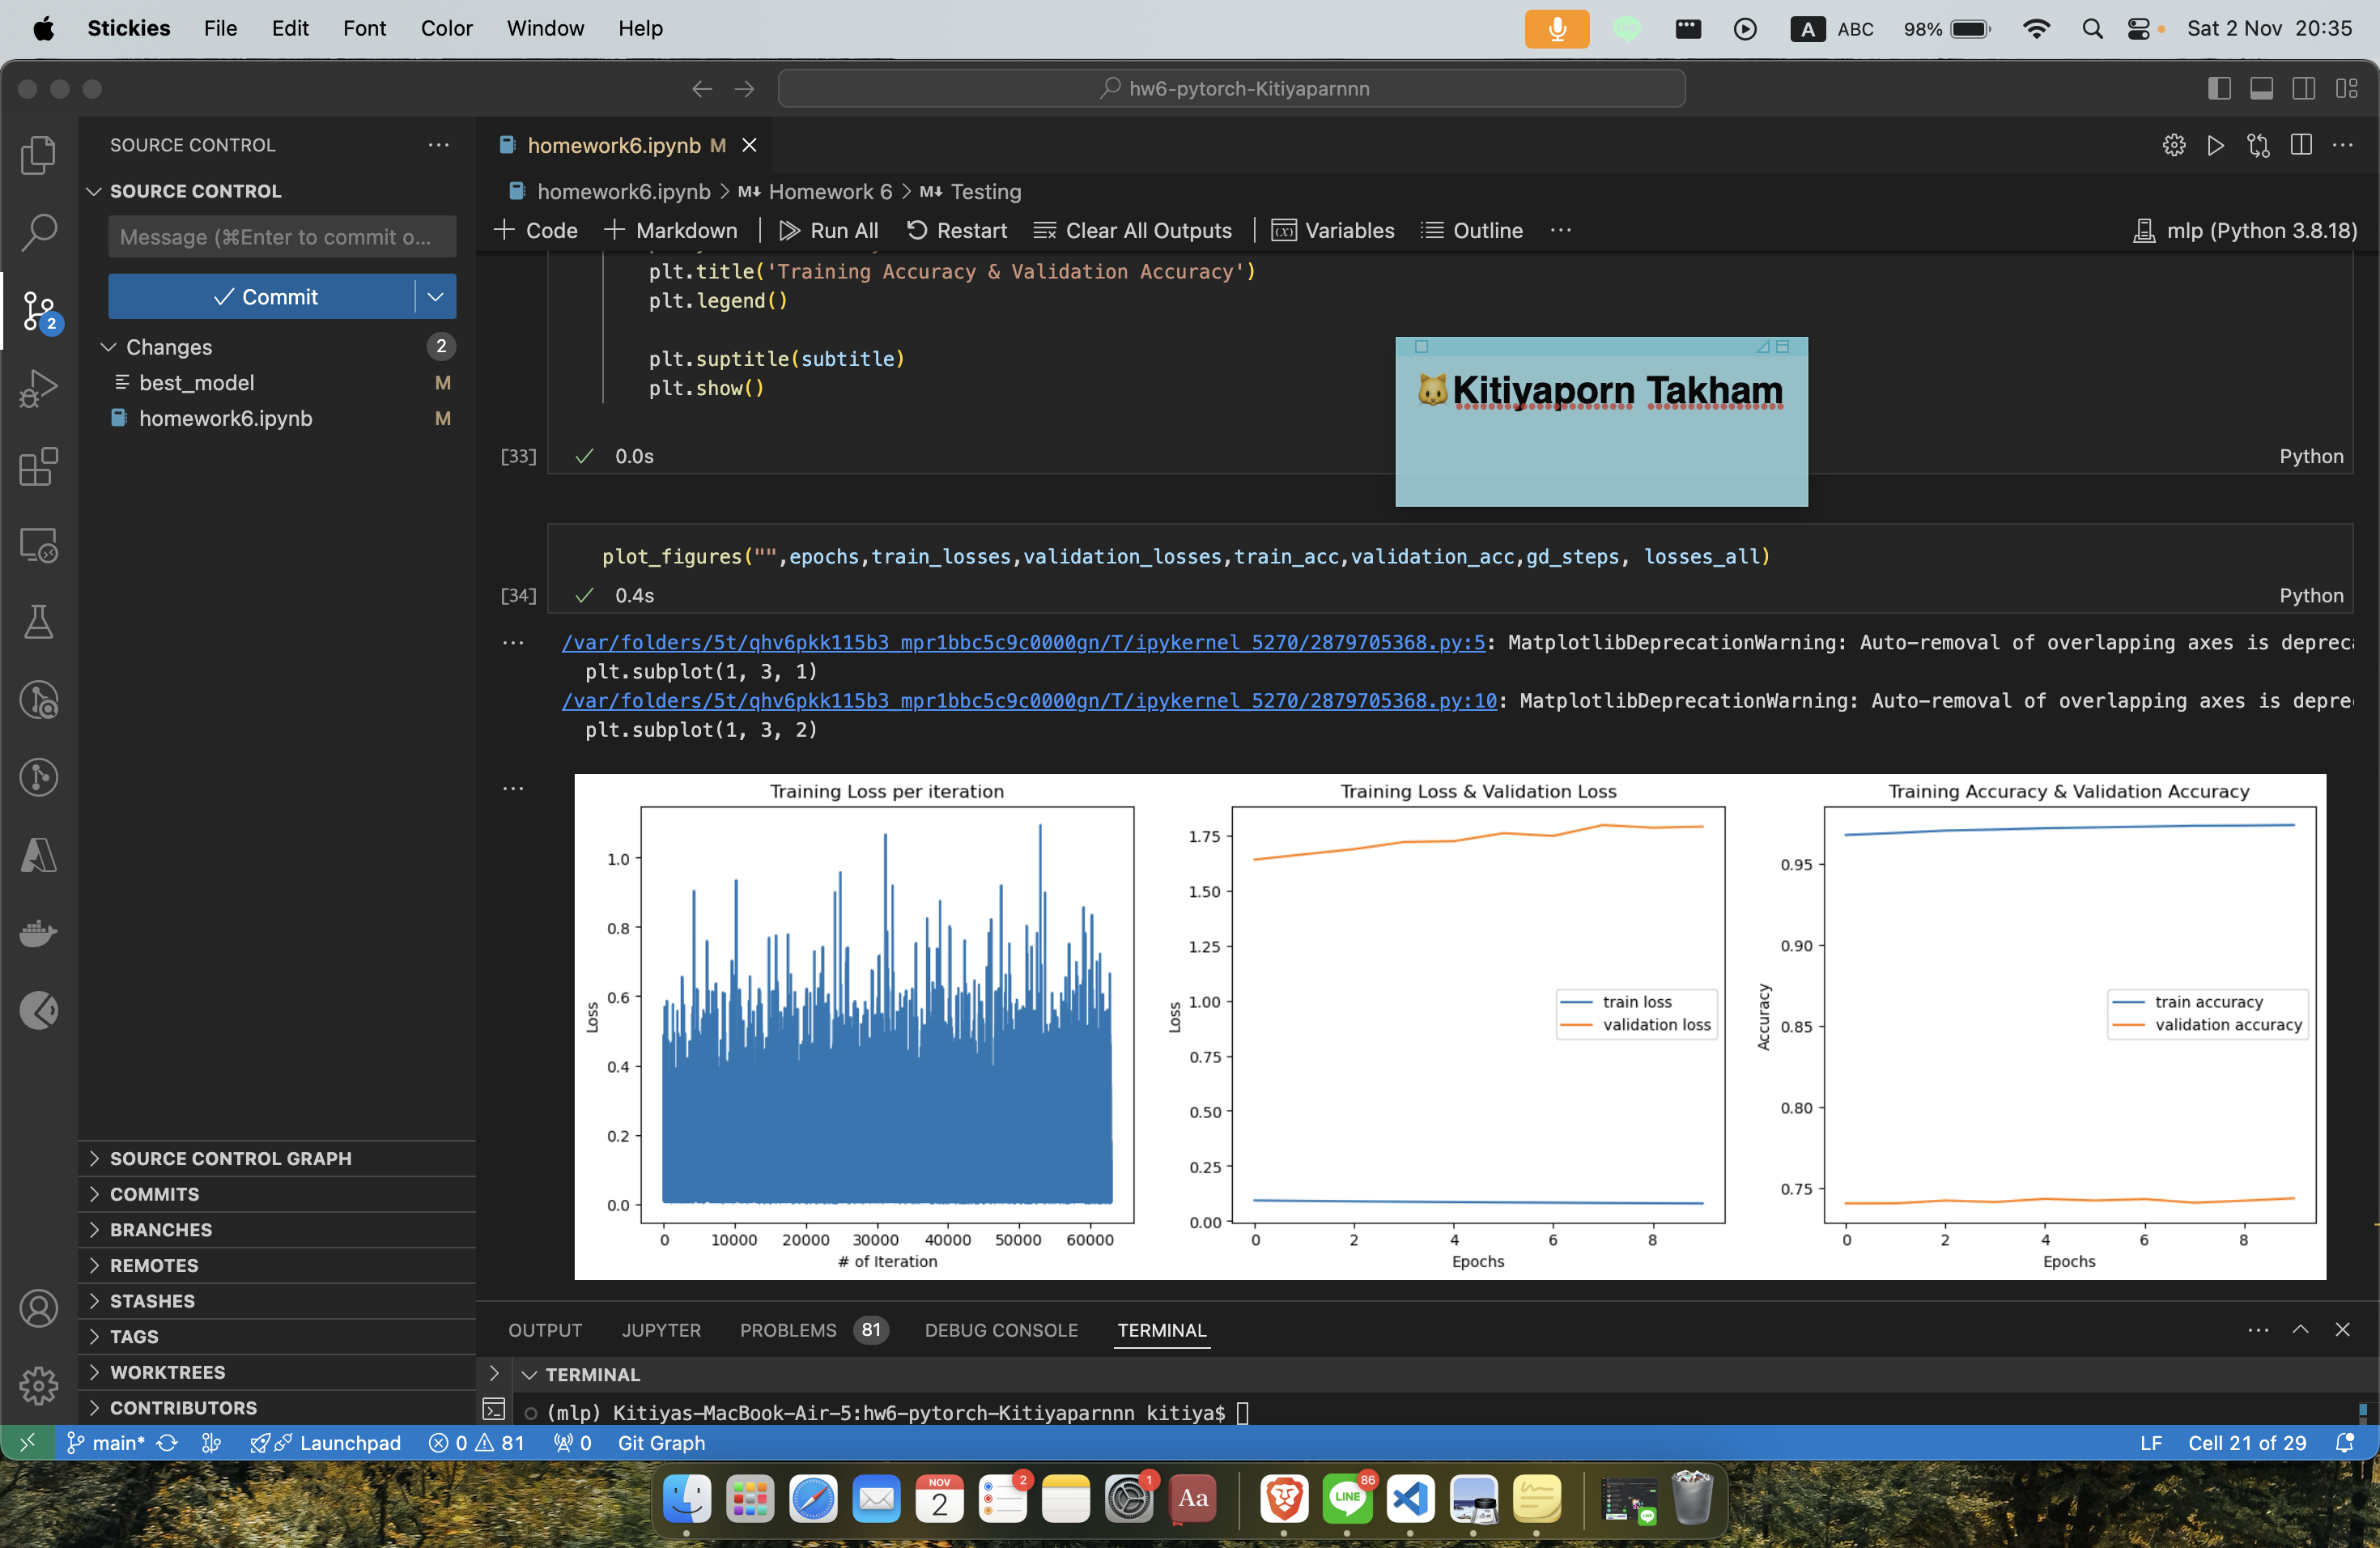 Stickies File Edit Font Color Window Help
A ABC 98% Sat 2 Nov 20:35
hw6-pytorch-Kitiyaparnnn
SOURCE CONTROL
homework6.ipynb M
SOURCE CONTROL
Message (⌘Enter to commit o...
Commit
Changes 2
best_model M
homework6.ipynb M
2
SOURCE CONTROL GRAPH
COMMITS
BRANCHES
REMOTES
STASHES
TAGS
WORKTREES
CONTRIBUTORS
homework6.ipynb > M↓ Homework 6 > M↓ Testing
+ Code + Markdown | Run All Restart Clear All Outputs | Variables Outline ...
mlp (Python 3.8.18)
plt.title('Training Accuracy & Validation Accuracy')
plt.legend()
plt.suptitle(subtitle)
plt.show()
[33] ✓ 0.0s Python
🐱Kitiyaporn Takham
plot_figures("",epochs,train_losses,validation_losses,train_acc,validation_acc,gd_steps, losses_all)
[34] ✓ 0.4s Python
/var/folders/5t/qhv6pkk115b3_mpr1bbc5c9c0000gn/T/ipykernel_5270/2879705368.py:5: MatplotlibDeprecationWarning: Auto-removal of overlapping axes is depreca
plt.subplot(1, 3, 1)
/var/folders/5t/qhv6pkk115b3_mpr1bbc5c9c0000gn/T/ipykernel_5270/2879705368.py:10: MatplotlibDeprecationWarning: Auto-removal of overlapping axes is depre
plt.subplot(1, 3, 2)
Training Loss per iteration
Loss
1.0
0.8
0.6
0.4
0.2
0.0
0 10000 20000 30000 40000 50000 60000
# of Iteration
Training Loss & Validation Loss
Loss
1.75
1.50
1.25
1.00
0.75
0.50
0.25
0.00
train loss
validation loss
0 2 4 6 8
Epochs
Training Accuracy & Validation Accuracy
Accuracy
0.95
0.90
0.85
0.80
0.75
train accuracy
validation accuracy
0 2 4 6 8
Epochs
OUTPUT JUPYTER PROBLEMS 81 DEBUG CONSOLE TERMINAL
TERMINAL
(mlp) Kitiyas-MacBook-Air-5:hw6-pytorch-Kitiyaparnnn kitiya$
main* Launchpad 0 81 0 Git Graph
LF Cell 21 of 29
NOV
2
2
1
Aa
LINE
86